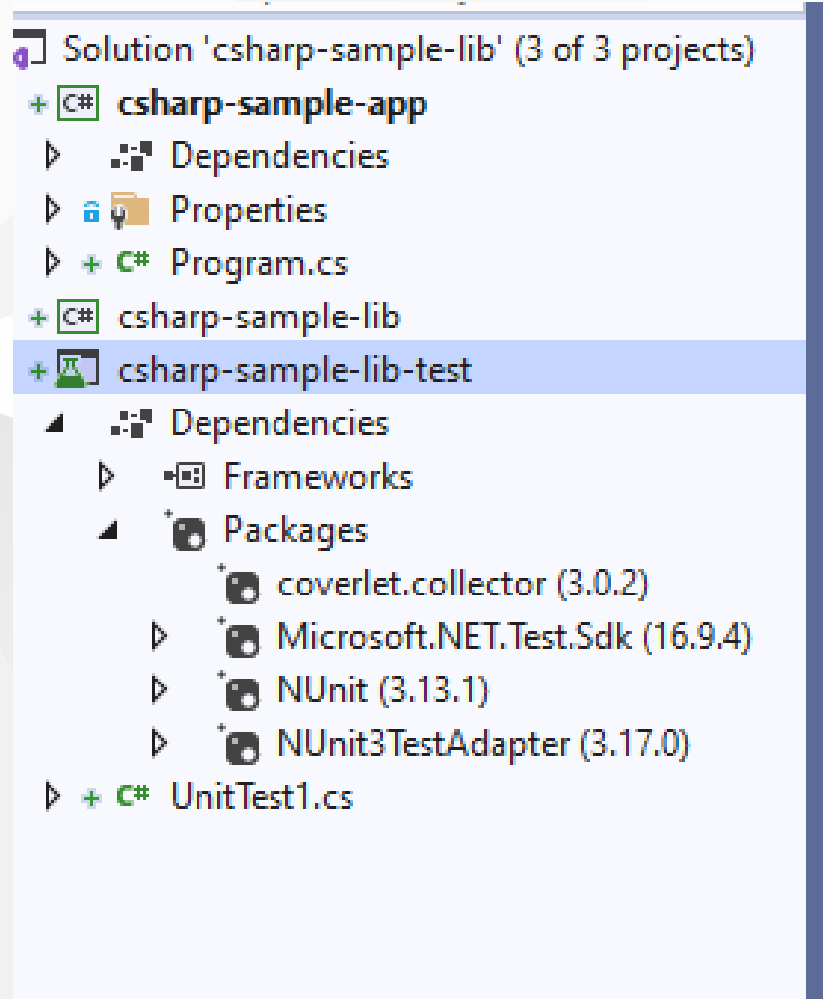 Solution 'csharp-sample-lib' (3 of 3 projects)
+ C# csharp-sample-app
Dependencies
Properties
+ C# Program.cs
+ C# csharp-sample-lib
+ csharp-sample-lib-test
Dependencies
Frameworks
Packages
coverlet.collector (3.0.2)
Microsoft.NET.Test.Sdk (16.9.4)
NUnit (3.13.1)
NUnit3TestAdapter (3.17.0)
+ C# UnitTest1.cs